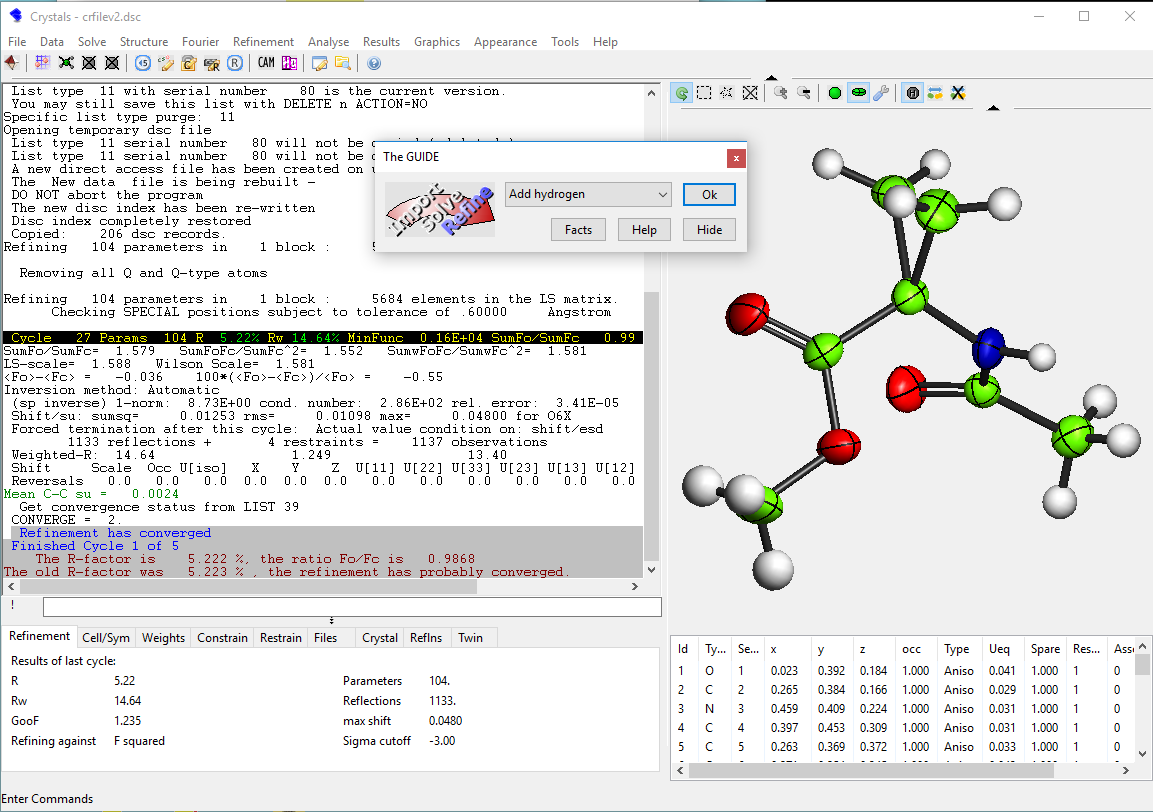 Crystals - crfilev2.dsc
File Data Solve Structure Fourier Refinement Analyse Results Graphics Appearance Tools Help
CAM
List type 11 with serial number 80 is the current version.
You may still save this list with DELETE n ACTION=NO
Specific list type purge: 11
Opening temporary dsc file
List type 11 serial number 80 will not be
List type 11 serial number 80 will not be
A new direct access file has been created on
The New data file is being rebuilt -
DO NOT abort the program
The new disc index has been re-written
Disc index completely restored
Copied: 206 dsc records.
Refining 104 parameters in 1 block :
Removing all Q and Q-type atoms
Refining 104 parameters in 1 block : 5684 elements in the LS matrix.
Checking SPECIAL positions subject to tolerance of .60000 Angstrom
Cycle 27 Params 104 R 5.22% Rw 14.64% MinFunc 0.16E+04 SumFo/SumFc 0.99
SumFo/SumFc= 1.579 SumFoFc/SumFc^2= 1.552 SumwFoFc/SumwFc^2= 1.581
LS-scale= 1.588 Wilson Scale= 1.581
<Fo>-<Fc> = -0.036 100*(<Fo>-<Fc>)/<Fo> = -0.55
Inversion method: Automatic
(sp inverse) 1-norm: 8.73E+00 cond. number: 2.86E+02 rel. error: 3.41E-05
Shift/su: sumsq= 0.01253 rms= 0.01098 max= 0.04800 for O6X
Forced termination after this cycle: Actual value condition on: shift/esd
1133 reflections + 4 restraints = 1137 observations
Weighted-R: 14.64 1.249 13.40
Shift Scale Occ U[iso] X Y Z U[11] U[22] U[33] U[23] U[13] U[12]
Reversals 0.0 0.0 0.0 0.0 0.0 0.0 0.0 0.0 0.0 0.0 0.0 0.0
Mean C-C su = 0.0024
Get convergence status from LIST 39
CONVERGE = 2.
Refinement has converged
Finished Cycle 1 of 5
The R-factor is 5.222 %, the ratio Fo/Fc is 0.9868
The old R-factor was 5.223 % , the refinement has probably converged.
!
The GUIDE
x
Import
Solve
Refine
Add hydrogen
Ok
Facts Help Hide
Refinement Cell/Sym Weights Constrain Restrain Files Crystal Reflns Twin
Results of last cycle:
R 5.22 Parameters 104.
Rw 14.64 Reflections 1133.
GooF 1.235 max shift 0.0480
Refining against F squared Sigma cutoff -3.00
Id Ty... Se... x y z occ Type Ueq Spare Res... Ass
1 O 1 0.023 0.392 0.184 1.000 Aniso 0.041 1.000 1 0
2 C 2 0.265 0.384 0.166 1.000 Aniso 0.029 1.000 1 0
3 N 3 0.459 0.409 0.224 1.000 Aniso 0.031 1.000 1 0
4 C 4 0.397 0.453 0.309 1.000 Aniso 0.031 1.000 1 0
5 C 5 0.263 0.369 0.372 1.000 Aniso 0.033 1.000 1 0
Enter Commands